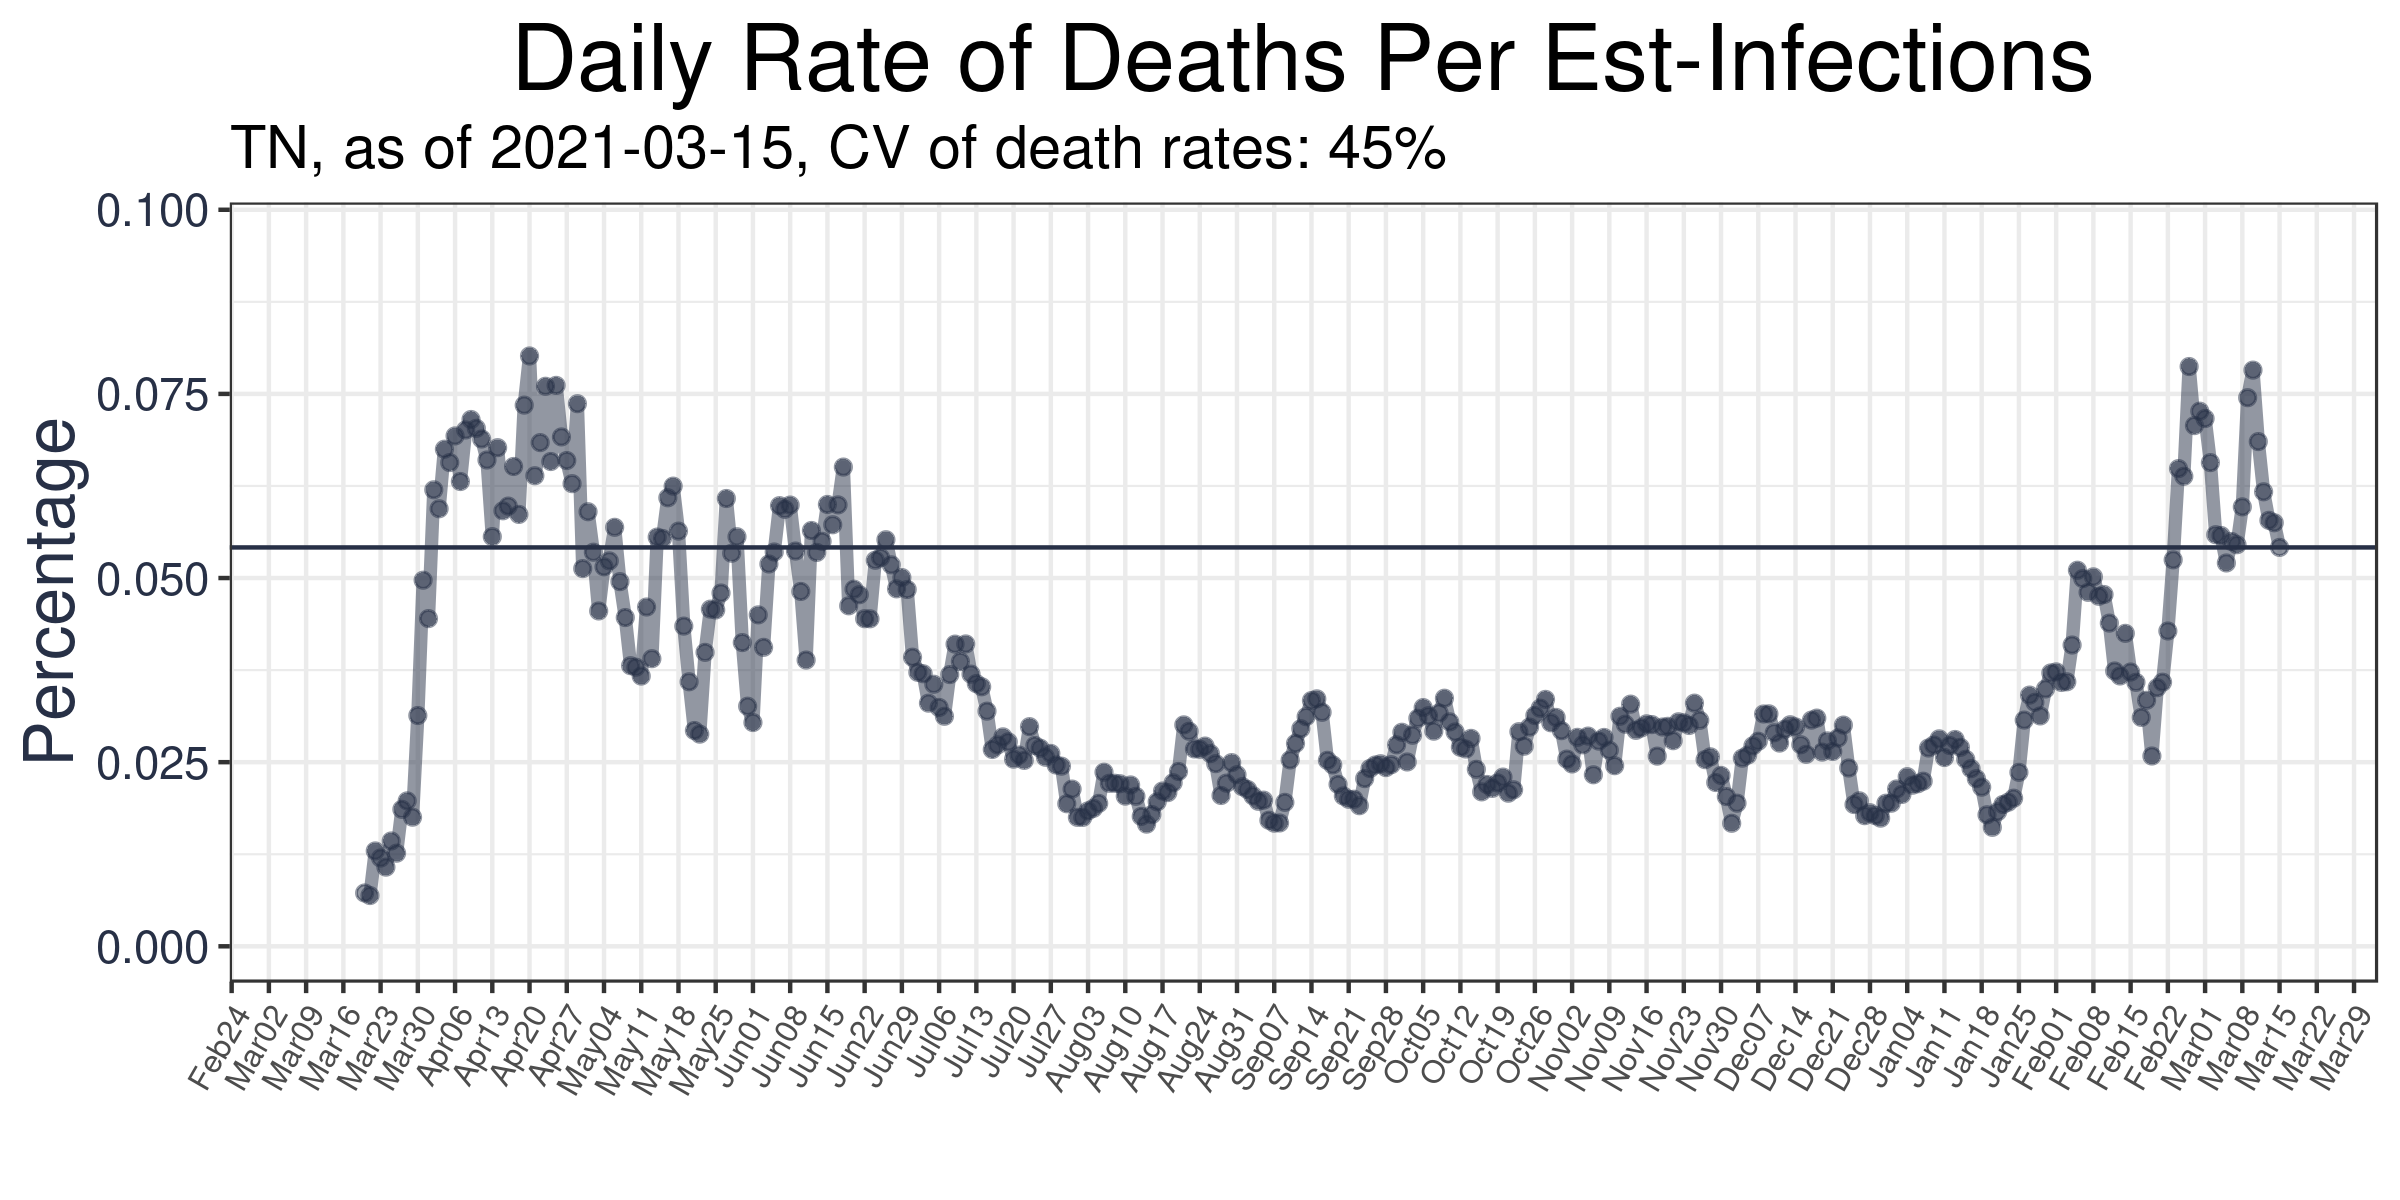 Daily Rate of Deaths Per Est-Infections
TN, as of 2021-03-15, CV of death rates: 45%
Percentage
0.100
0.075
0.050
0.025
0.000
Feb24
Mar02
Mar09
Mar16
Mar23
Mar30
Apr06
Apr13
Apr20
Apr27
May04
May11
May18
May25
Jun01
Jun08
Jun15
Jun22
Jun29
Jul06
Jul13
Jul20
Jul27
Aug03
Aug10
Aug17
Aug24
Aug31
Sep07
Sep14
Sep21
Sep28
Oct05
Oct12
Oct19
Oct26
Nov02
Nov09
Nov16
Nov23
Nov30
Dec07
Dec14
Dec21
Dec28
Jan04
Jan11
Jan18
Jan25
Feb01
Feb08
Feb15
Feb22
Mar01
Mar08
Mar15
Mar22
Mar29